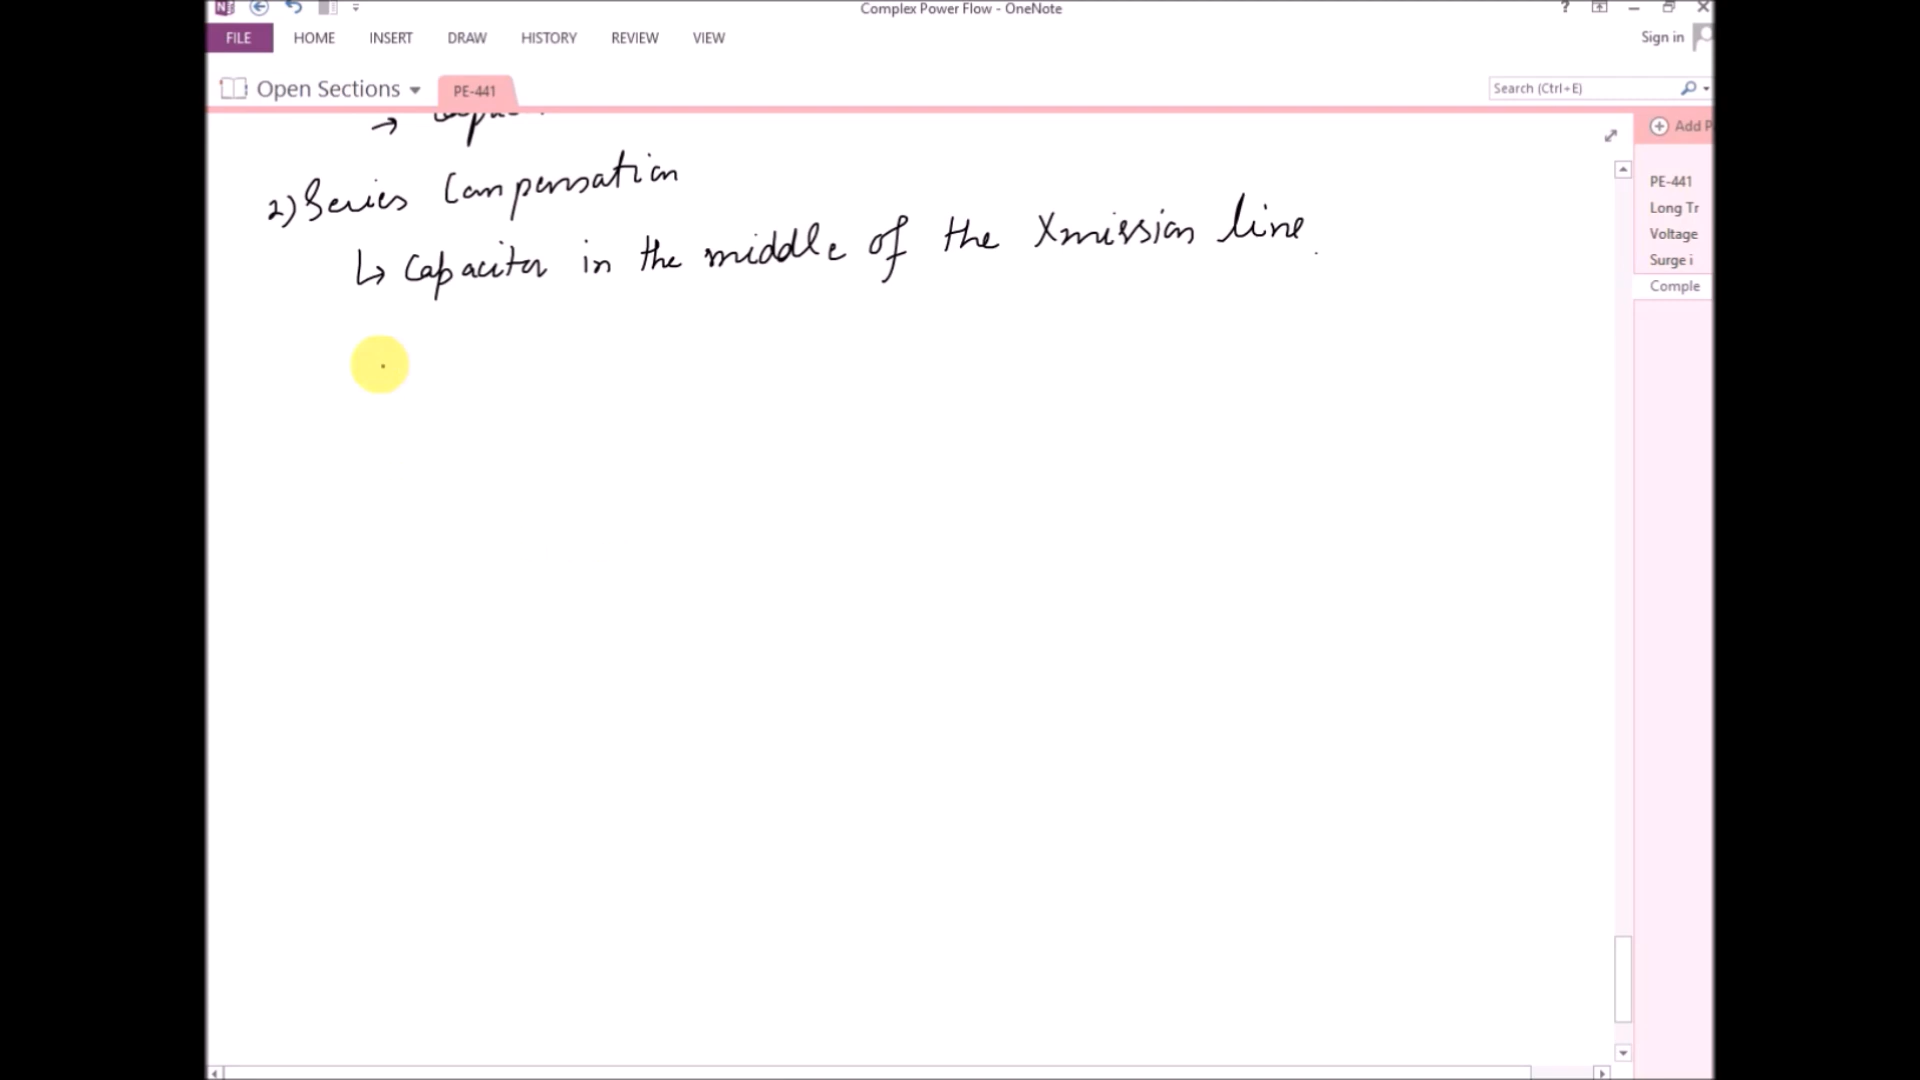 Complex Power Flow - OneNote
?
FILE HOME INSERT DRAW HISTORY REVIEW VIEW
Sign in
Open Sections PE-441
Search (Ctrl+E)
Add P
→
2) Series Compensation
↳ Capacitor in the middle of the Xmission line.
PE-441
Long Tr
Voltage
Surge i
Comple